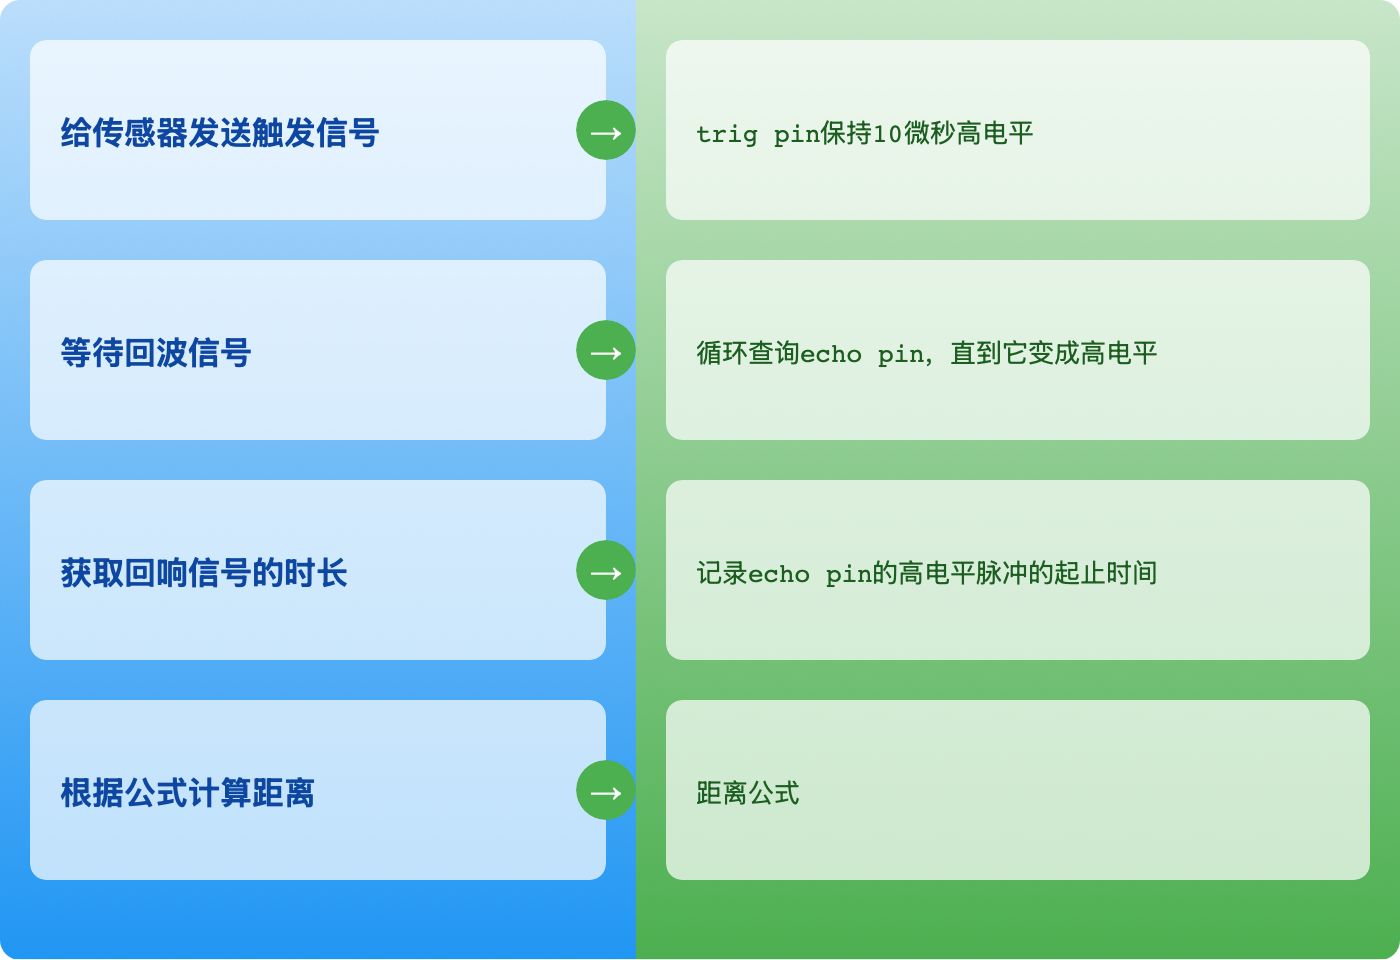 给传感器发送触发信号
→
trig pin保持10微秒高电平
等待回波信号
→
循环查询echo pin，直到它变成高电平
获取回响信号的时长
→
记录echo pin的高电平脉冲的起止时间
根据公式计算距离
→
距离公式